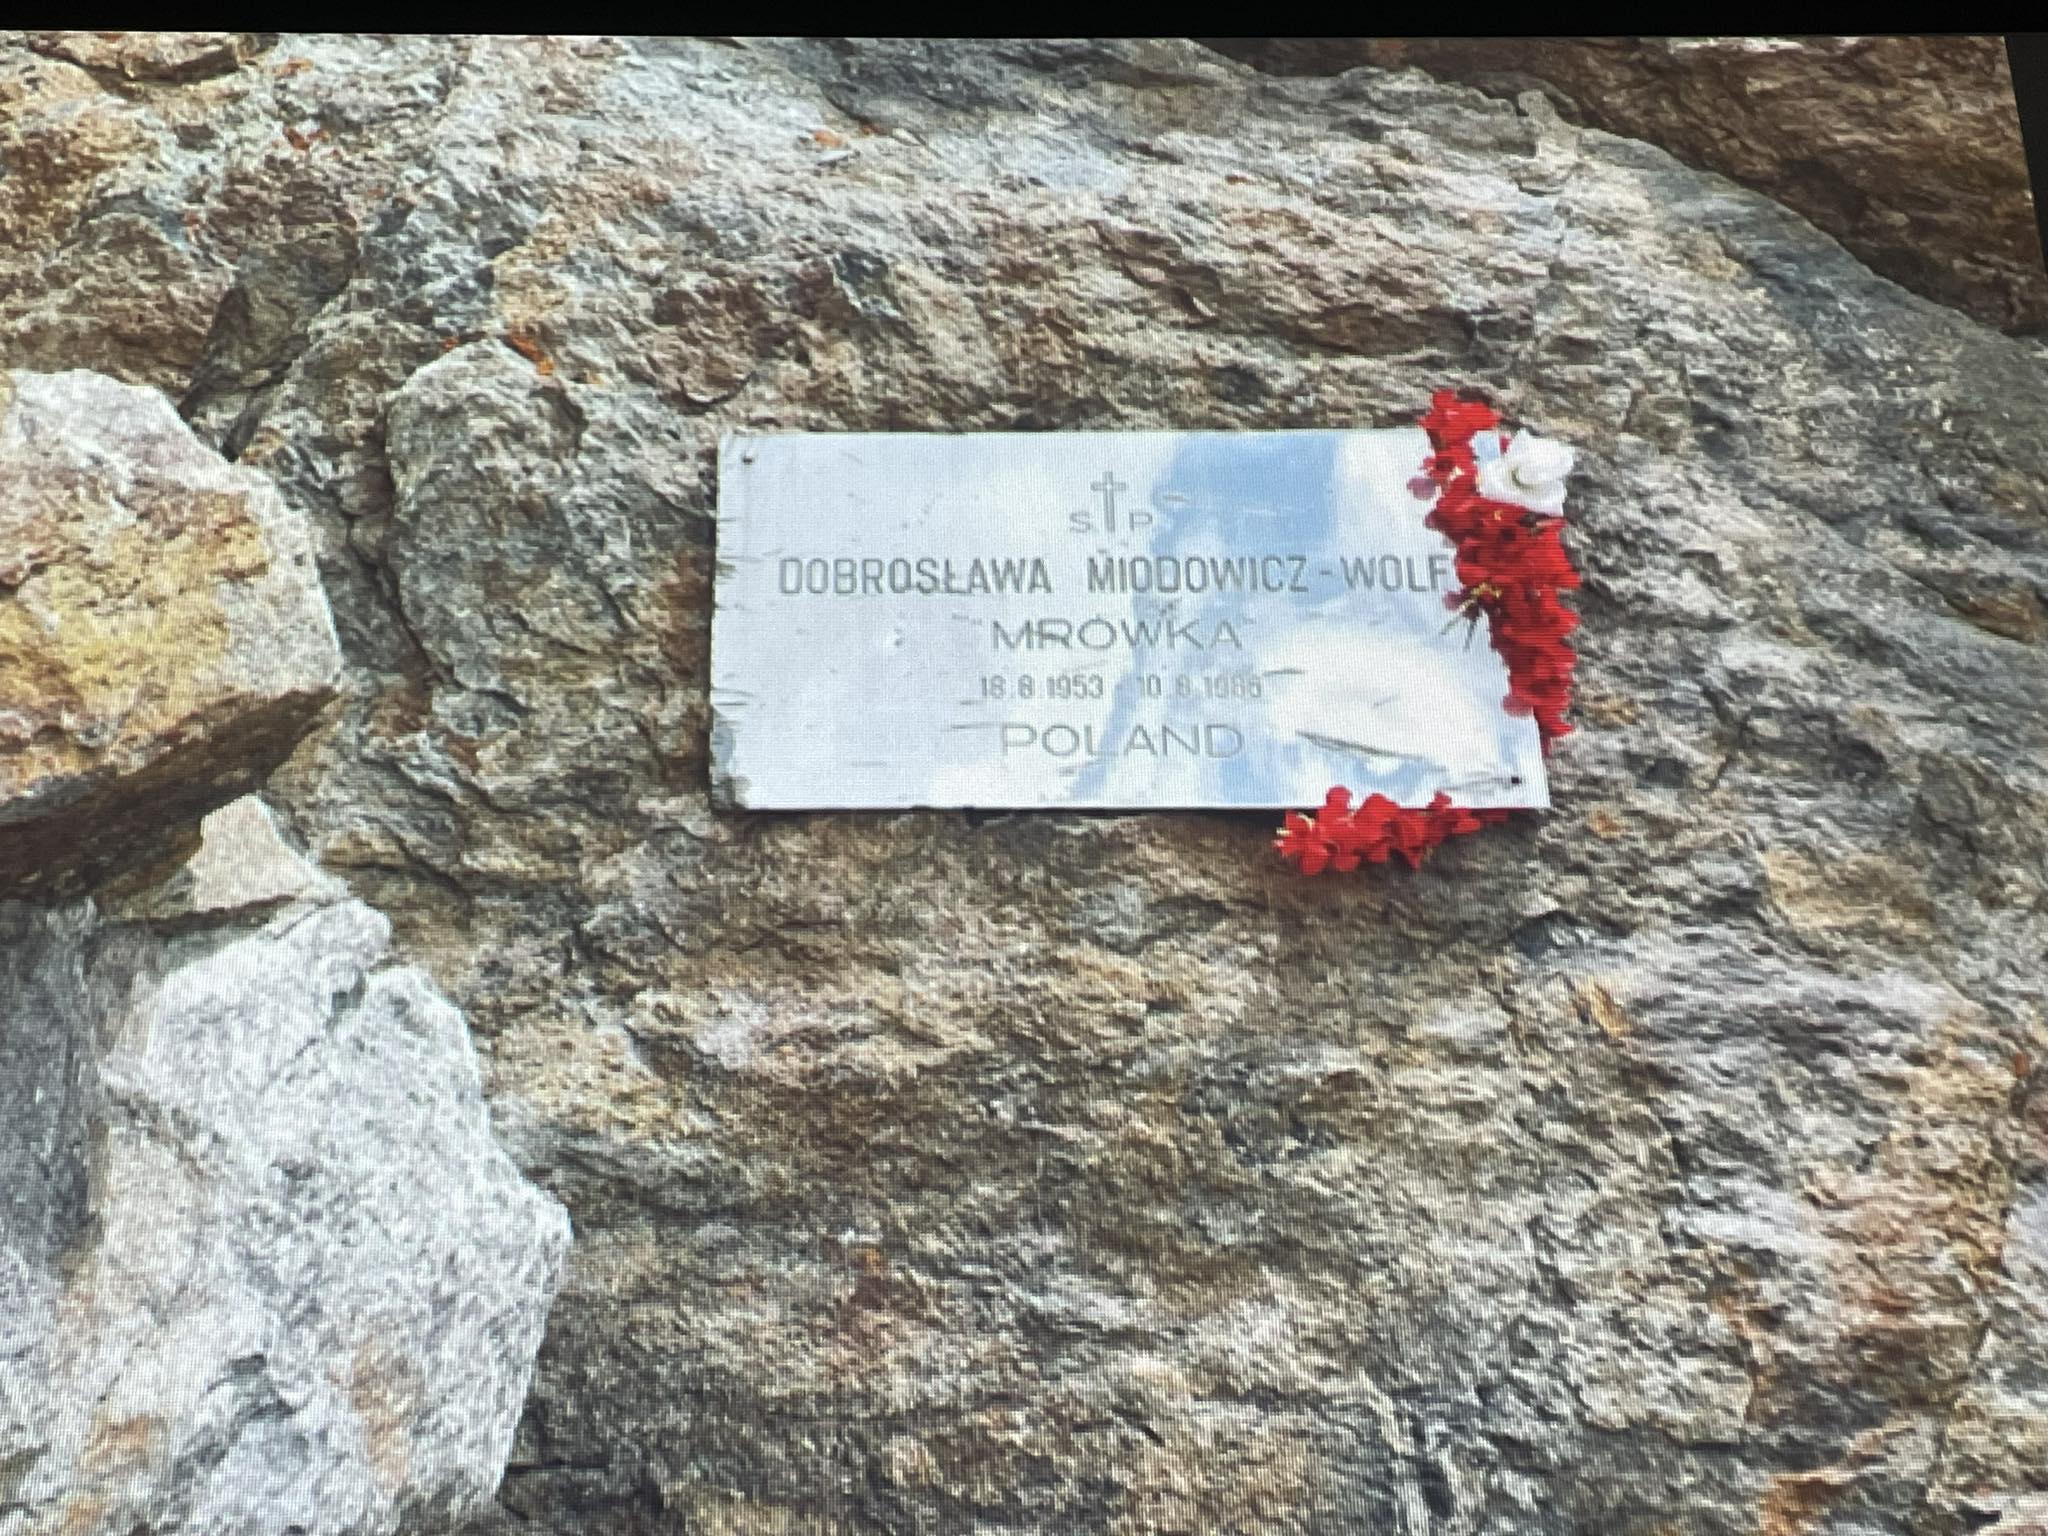 S P
DOBROSŁAWA MIODOWICZ-WOLF
MRÓWKA
18.8.1953 - 10.8.1986
POLAND